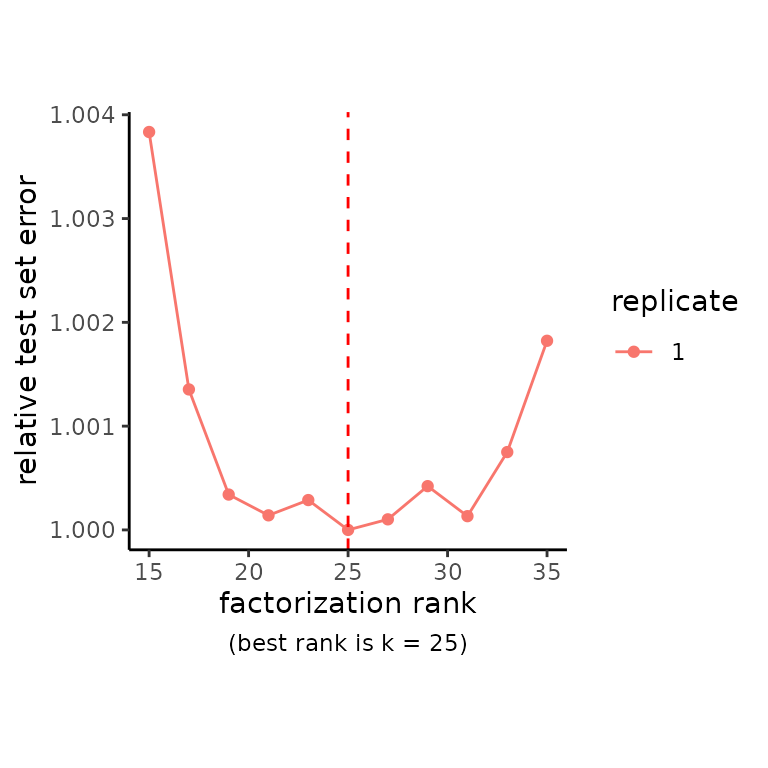 relative test set error
1.004
1.003
1.002
1.001
1.000
15 20 25 30 35
factorization rank
(best rank is k = 25)
replicate
1